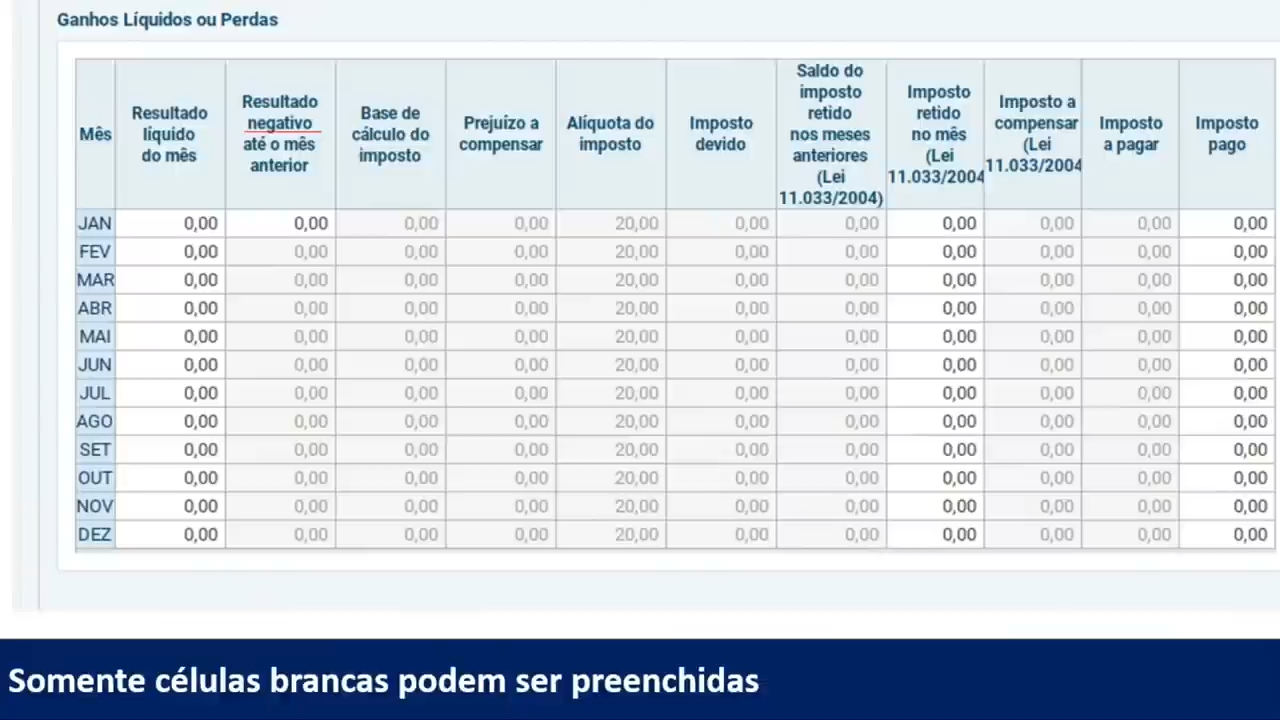 Ganhos Líquidos ou Perdas
Mês Resultado líquido do mês Resultado negativo até o mês anterior Base de cálculo do imposto Prejuízo a compensar Alíquota do imposto Imposto devido Saldo do imposto retido nos meses anteriores (Lei 11.033/2004) Imposto retido no mês (Lei 11.033/2004 Imposto a compensar (Lei 11.033/2004 Imposto a pagar Imposto pago
JAN 0,00 0,00 0,00 0,00 20,00 0,00 0,00 0,00 0,00 0,00 0,00
FEV 0,00 0,00 0,00 0,00 20,00 0,00 0,00 0,00 0,00 0,00 0,00
MAR 0,00 0,00 0,00 0,00 20,00 0,00 0,00 0,00 0,00 0,00 0,00
ABR 0,00 0,00 0,00 0,00 20,00 0,00 0,00 0,00 0,00 0,00 0,00
MAI 0,00 0,00 0,00 0,00 20,00 0,00 0,00 0,00 0,00 0,00 0,00
JUN 0,00 0,00 0,00 0,00 20,00 0,00 0,00 0,00 0,00 0,00 0,00
JUL 0,00 0,00 0,00 0,00 20,00 0,00 0,00 0,00 0,00 0,00 0,00
AGO 0,00 0,00 0,00 0,00 20,00 0,00 0,00 0,00 0,00 0,00 0,00
SET 0,00 0,00 0,00 0,00 20,00 0,00 0,00 0,00 0,00 0,00 0,00
OUT 0,00 0,00 0,00 0,00 20,00 0,00 0,00 0,00 0,00 0,00 0,00
NOV 0,00 0,00 0,00 0,00 20,00 0,00 0,00 0,00 0,00 0,00 0,00
DEZ 0,00 0,00 0,00 0,00 20,00 0,00 0,00 0,00 0,00 0,00 0,00
Somente células brancas podem ser preenchidas